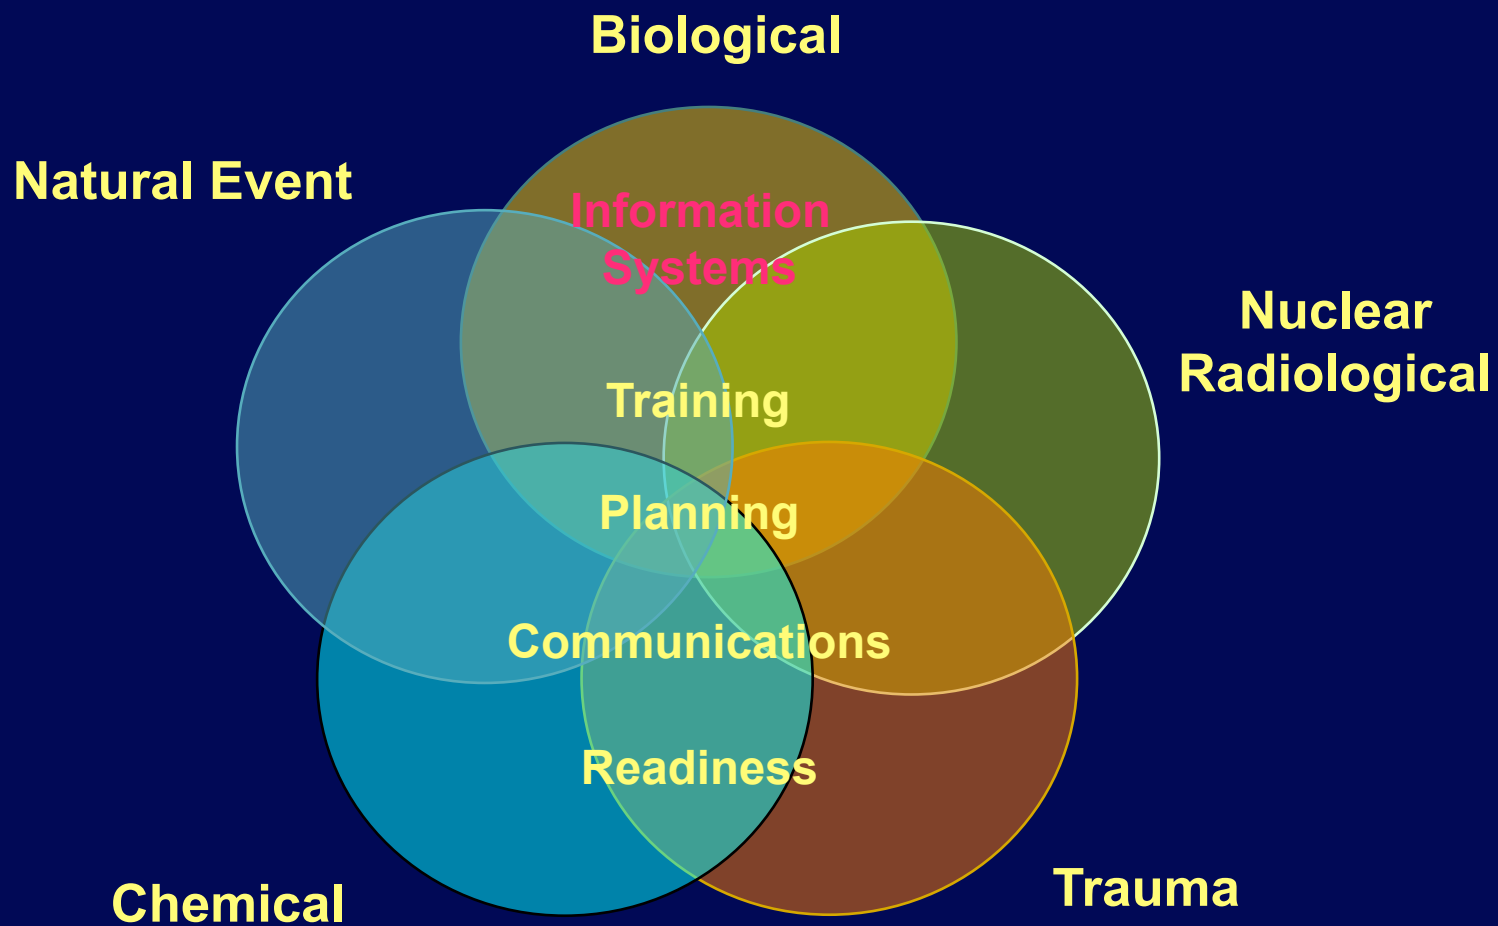 Biological
Natural Event
Information
Systems
Nuclear
Radiological
Training
Planning
Communications
Readiness
Trauma
Chemical